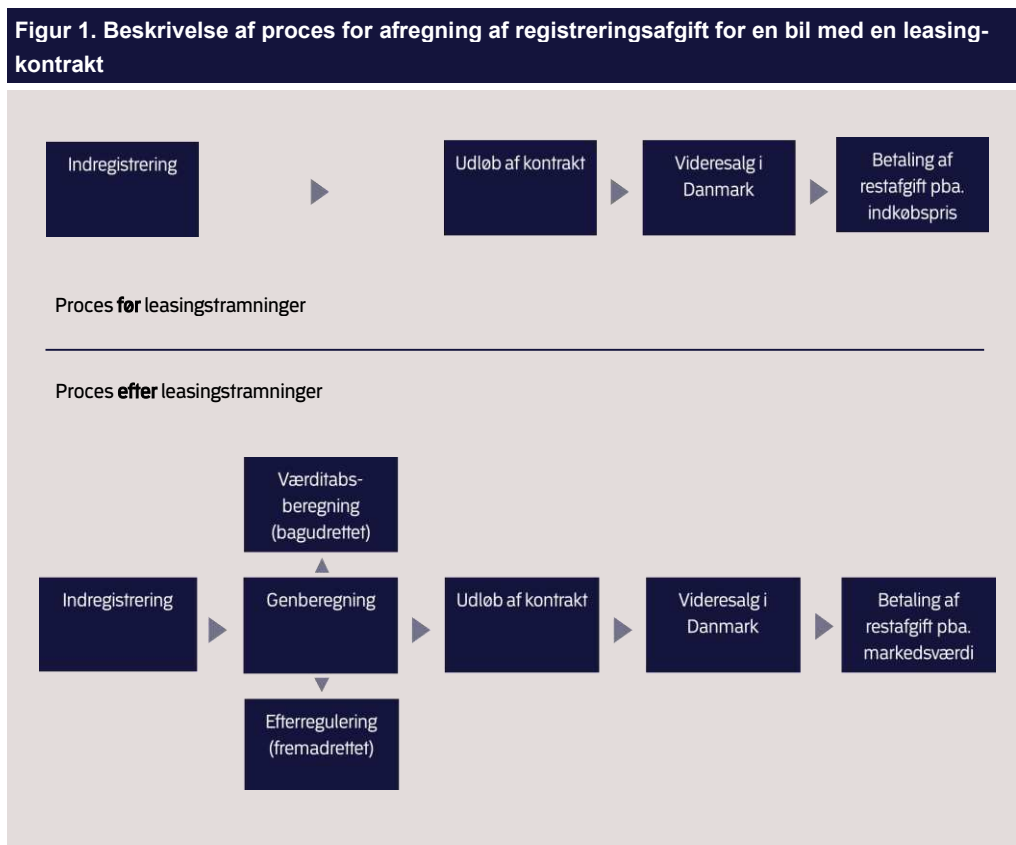 Figur 1. Beskrivelse af proces for afregning af registreringsafgift for en bil med en leasing-
kontrakt
Indregistrering
Udløb af kontrakt
Videresalg i
Danmark
Betaling af
restafgift pba.
indkøbspris
Proces før leasingstramninger
Proces efter leasingstramninger
Værditabs-
beregning
(bagudrettet)
Indregistrering
Genberegning
Udløb af kontrakt
Videresalg i
Danmark
Betaling af
restafgift pba.
markedsværdi
Efterregulering
(fremadrettet)